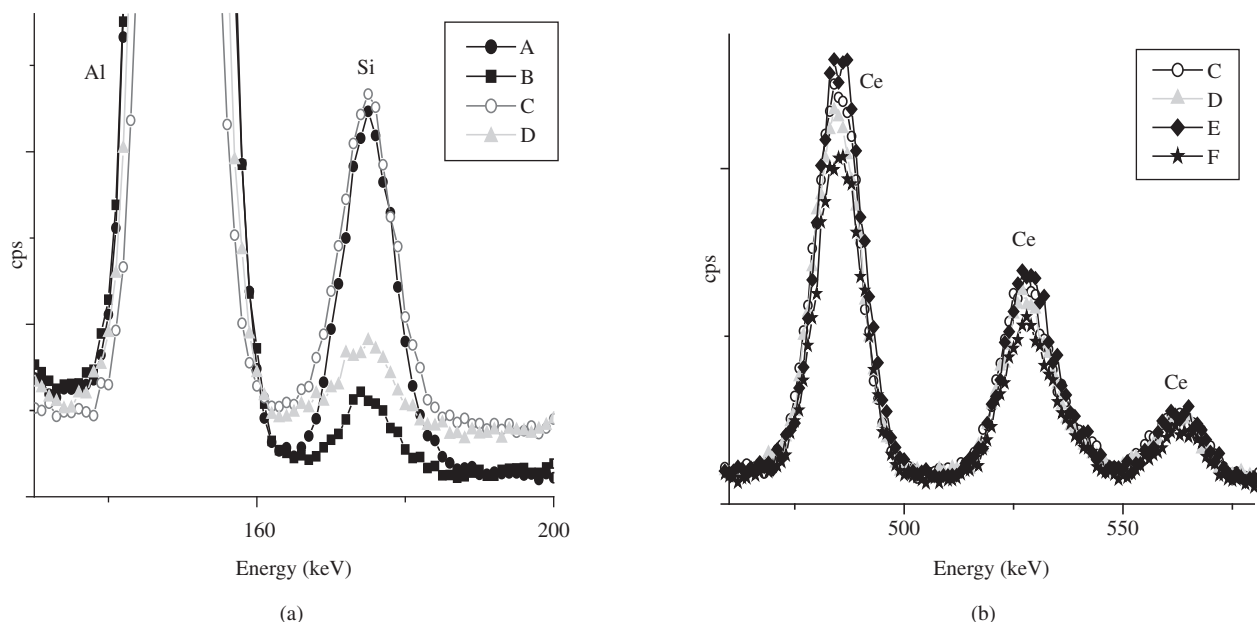 Al
Si
A
B
C
D
cps
160
200
Energy (keV)
(a)
Ce
Ce
Ce
C
D
E
F
cps
500
550
Energy (keV)
(b)